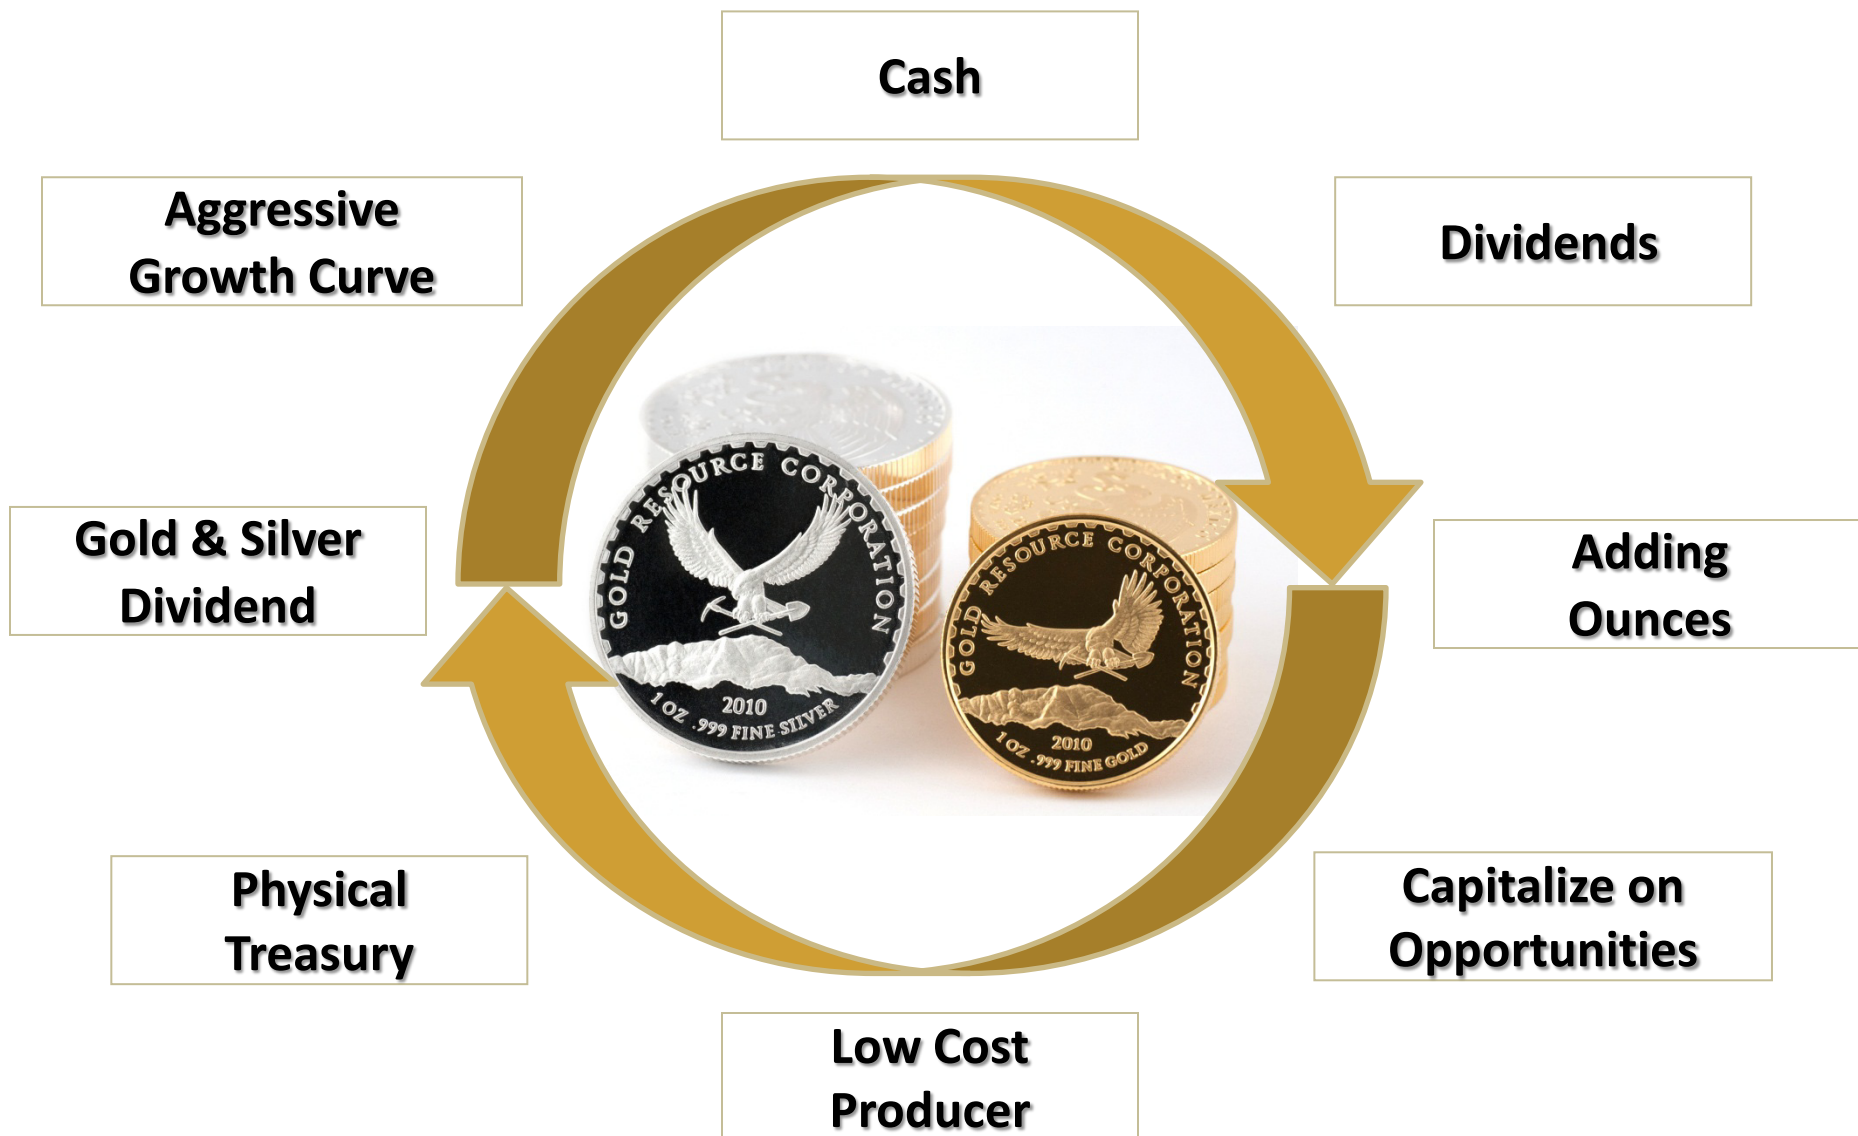 Cash
Aggressive
Growth Curve
Dividends
Gold & Silver
Dividend
Adding
Ounces
Physical
Treasury
Capitalize on
Opportunities
Low Cost
Producer
GOLD RESOURCE CORPORATION
2010
1 OZ .999 FINE SILVER
GOLD RESOURCE CORPORATION
2010
1 OZ .999 FINE GOLD